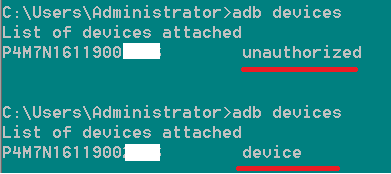 C:\Users\Administrator>adb devices
List of devices attached
P4M7N1611900 unauthorized
C:\Users\Administrator>adb devices
List of devices attached
P4M7N1611900 device